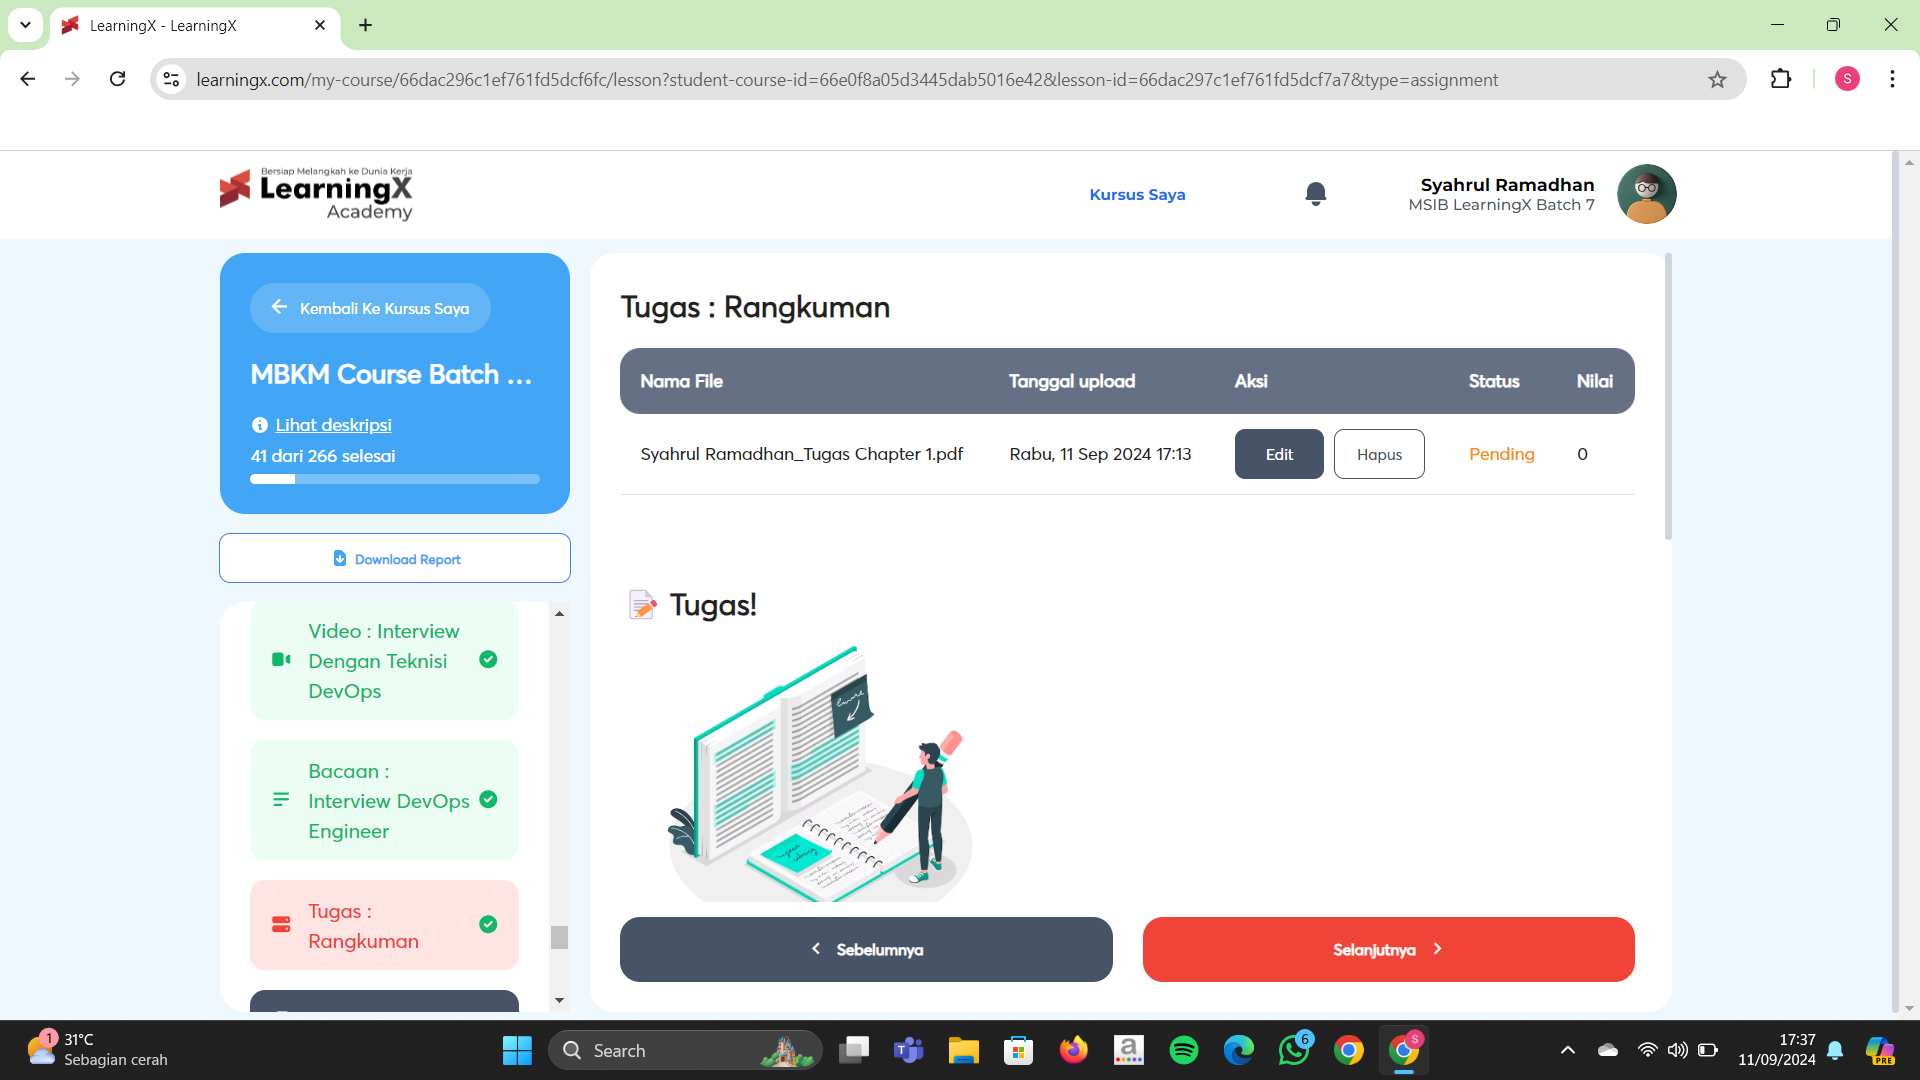 LearningX - LearningX
learningx.com/my-course/66dac296c1ef761fd5dcf6fc/lesson?student-course-id=66e0f8a05d3445dab5016e42&lesson-id=66dac297c1ef761fd5dcf7a7&type=assignment
S
Bersiap Melangkah ke Dunia Kerja
LearningX
Academy
Kursus Saya
Syahrul Ramadhan
MSIB LearningX Batch 7
Kembali Ke Kursus Saya
MBKM Course Batch ...
Lihat deskripsi
41 dari 266 selesai
Download Report
Video : Interview
Dengan Teknisi
DevOps
Bacaan :
Interview DevOps
Engineer
Tugas :
Rangkuman
Tugas : Rangkuman
Nama File Tanggal upload Aksi Status Nilai
Syahrul Ramadhan_Tugas Chapter 1.pdf Rabu, 11 Sep 2024 17:13 Edit Hapus Pending 0
Tugas!
Sebelumnya
Selanjutnya
1
31°C
Sebagian cerah
Search
a
6
S
17:37
11/09/2024
PRE